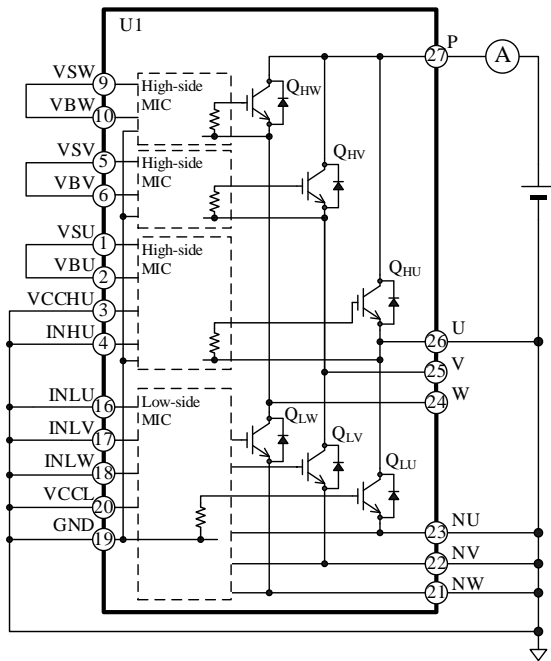 U1
P
27
A
VSW
9
High-side
MIC
QHW
VBW
10
VSV
5
High-side
MIC
QHV
VBV
6
VSU
1
High-side
MIC
VBU
2
QHU
VCCHU
3
INHU
4
U
26
V
25
W
24
INLU
16
Low-side
MIC
INLV
17
QLW
QLV
QLU
INLW
18
VCCL
20
GND
19
NU
23
NV
22
NW
21